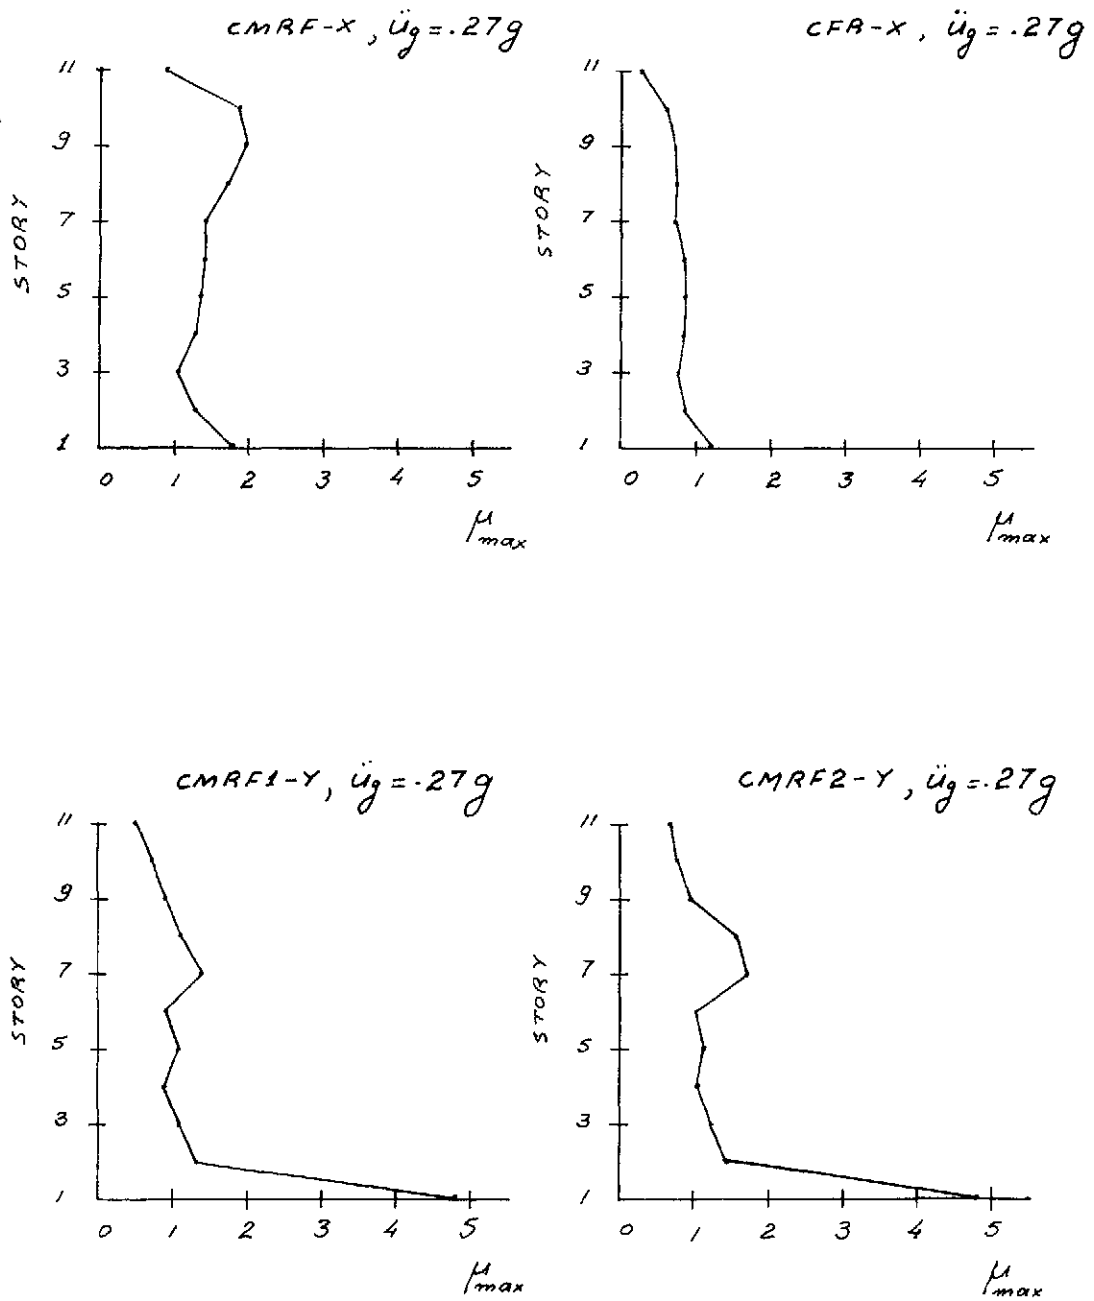 CMRF-X, üg=.27g
11
9
7
5
3
1
STORY
0 1 2 3 4 5
μmax
CFR-X, üg=.27g
11
9
7
5
3
1
STORY
0 1 2 3 4 5
μmax
CMRF1-Y, üg=.27g
11
9
7
5
3
1
STORY
0 1 2 3 4 5
μmax
CMRF2-Y, üg=.27g
11
9
7
5
3
1
STORY
0 1 2 3 4 5
μmax